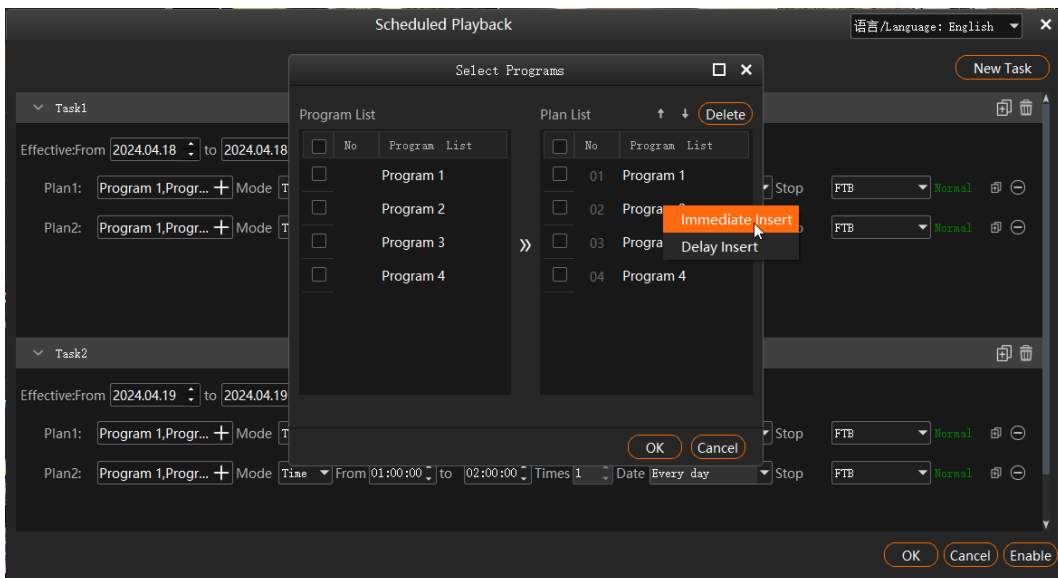 Scheduled Playback
语言/Language: English
Select Programs
New Task
Task1
Program List
Plan List
Delete
Effective:From 2024.04.18 to 2024.04.18
No Program List
No Program List
Program 1
01 Program 1
Plan1: Program 1,Progr... Mode
Stop FTB Normal
Program 2
02
Immediate Insert
Plan2: Program 1,Progr... Mode
FTB Normal
Program 3
03
Delay Insert
Program 4
04 Program 4
Task2
Effective:From 2024.04.19 to 2024.04.19
Plan1: Program 1,Progr... Mode
Stop FTB Normal
OK Cancel
Plan2: Program 1,Progr... Mode Time From 01:00:00 to 02:00:00 Times 1 Date Every day Stop FTB Normal
OK Cancel Enable